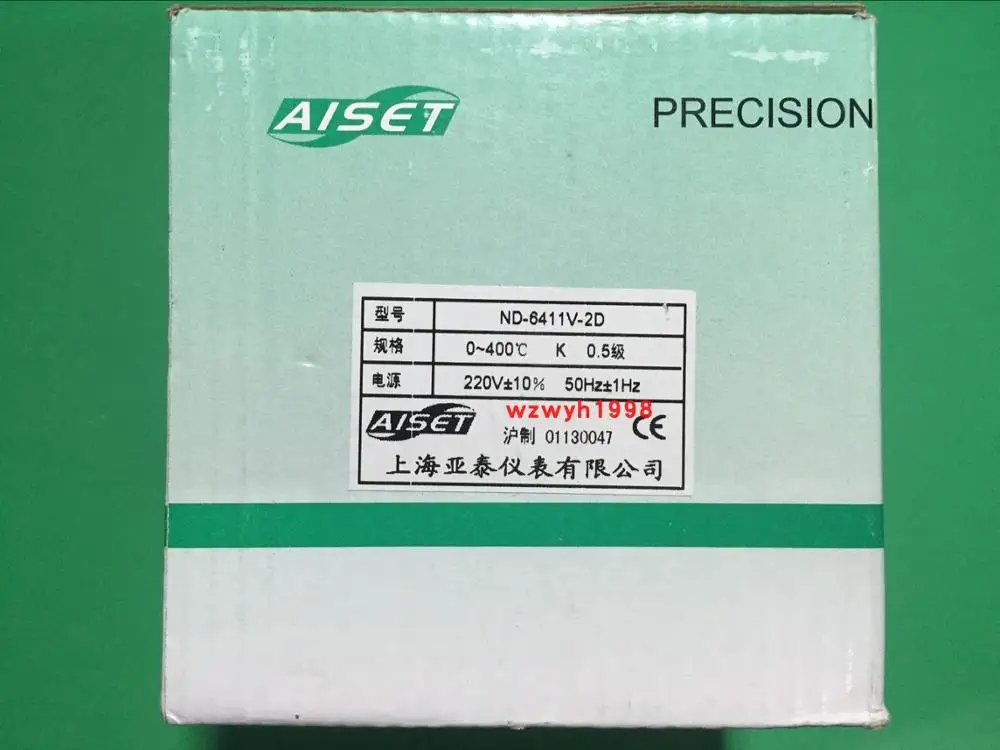 AISET
PRECISION
型号 ND-6411V-2D
规格 0~400℃ K 0.5级
电源 220V±10% 50Hz±1Hz
wzwyh1998
AISET 沪制 01130047 CE
上海亚泰仪表有限公司